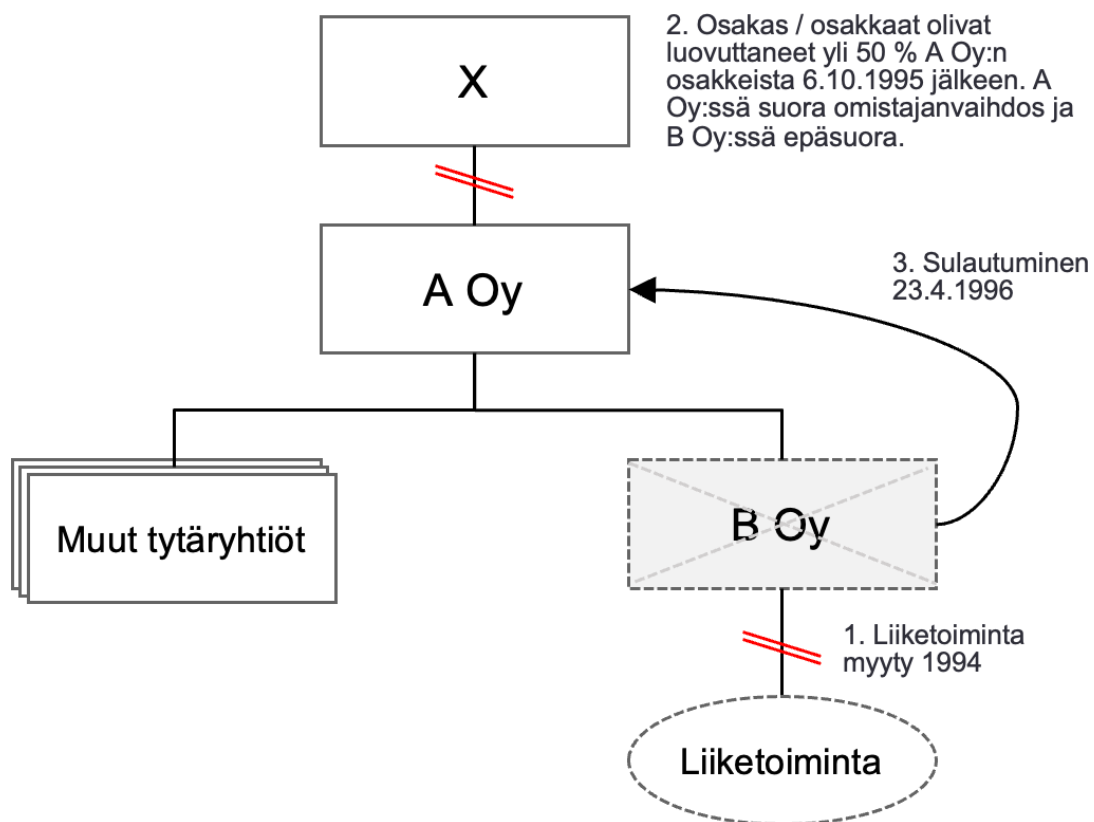 X
2. Osakas / osakkaat olivat
luovuttaneet yli 50 % A Oy:n
osakkeista 6.10.1995 jälkeen. A
Oy:ssä suora omistajanvaihdos ja
B Oy:ssä epäsuora.
A Oy
3. Sulautuminen
23.4.1996
Muut tytäryhtiöt
B Oy
1. Liiketoiminta
myyty 1994
Liiketoiminta